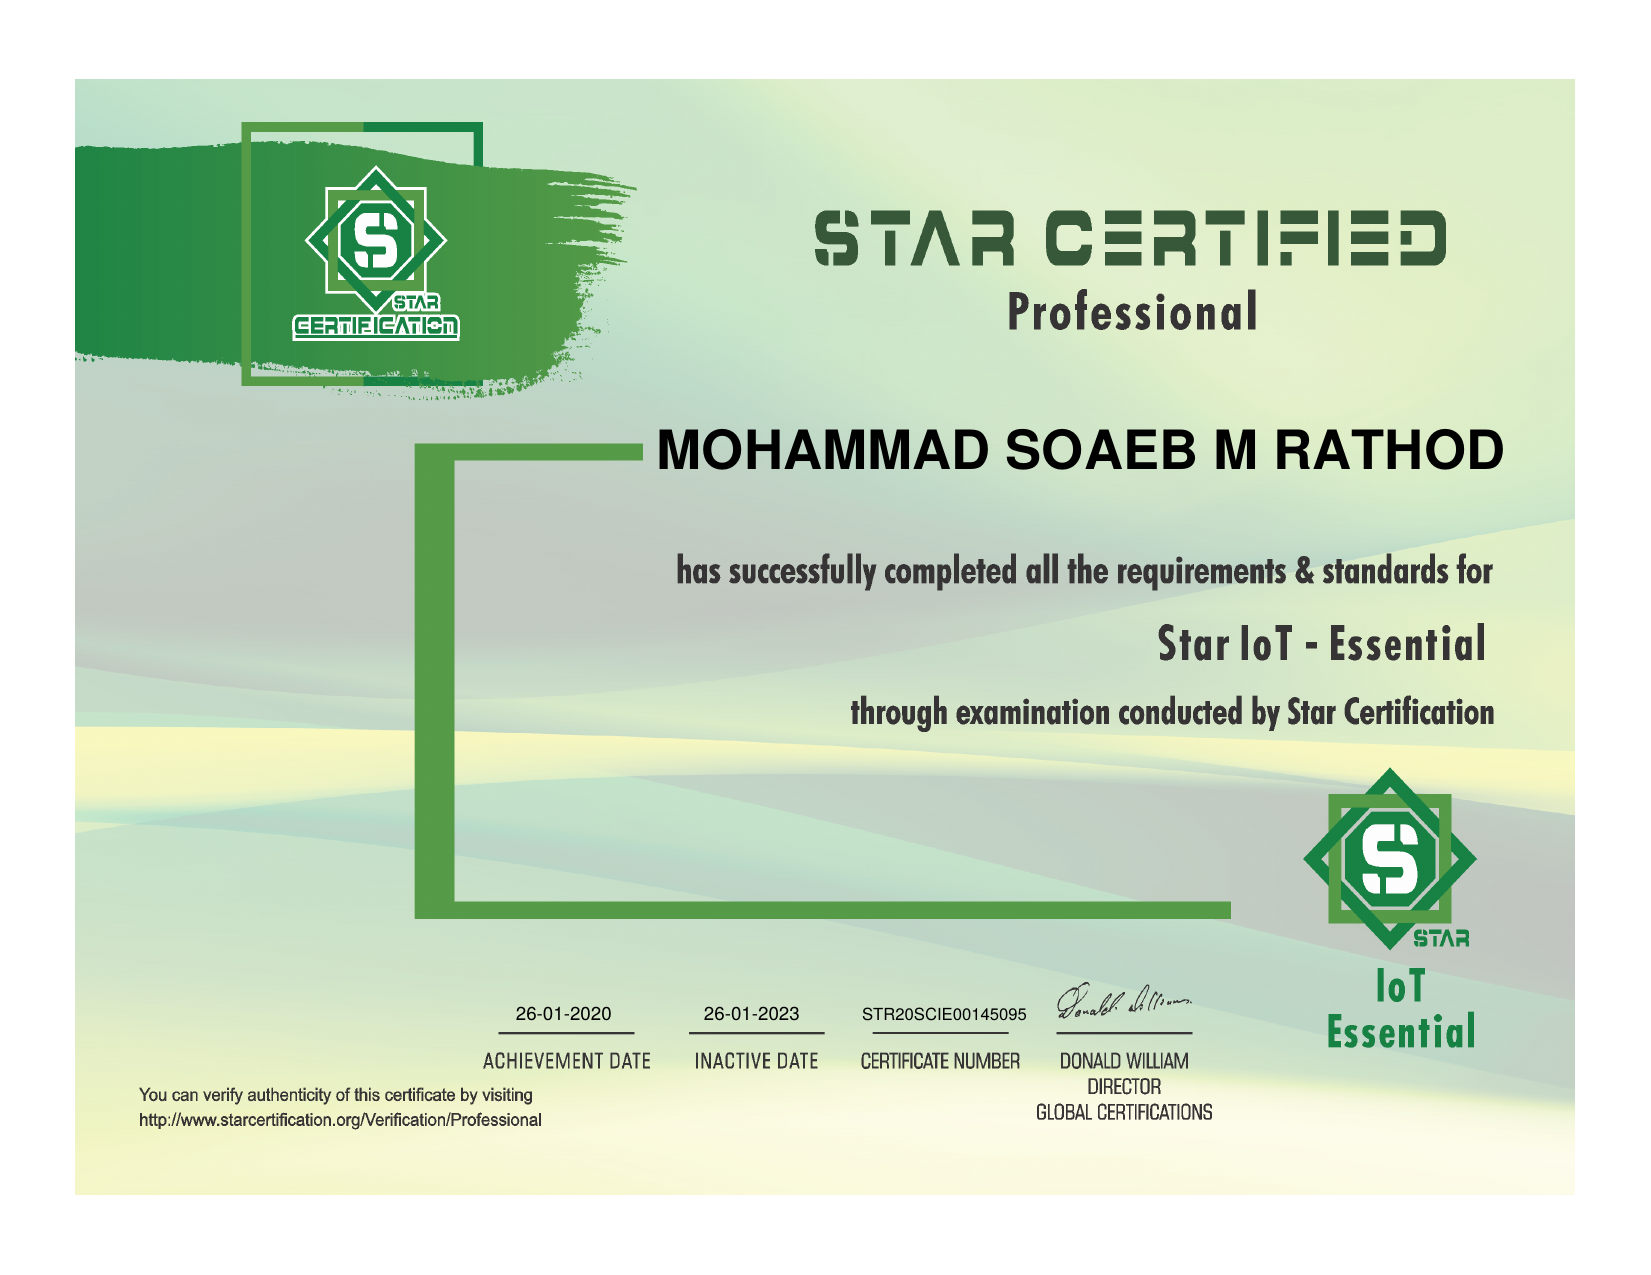 S
STAR
CERTIFICATION
STAR CERTIFIED
Professional
MOHAMMAD SOAEB M RATHOD
has successfully completed all the requirements & standards for
Star IoT - Essential
through examination conducted by Star Certification
S
STAR
IoT
Essential
26-01-2020
ACHIEVEMENT DATE
26-01-2023
INACTIVE DATE
STR20SCIE00145095
CERTIFICATE NUMBER
Donald Williams.
DONALD WILLIAM
DIRECTOR
GLOBAL CERTIFICATIONS
You can verify authenticity of this certificate by visiting
http://www.starcertification.org/Verification/Professional